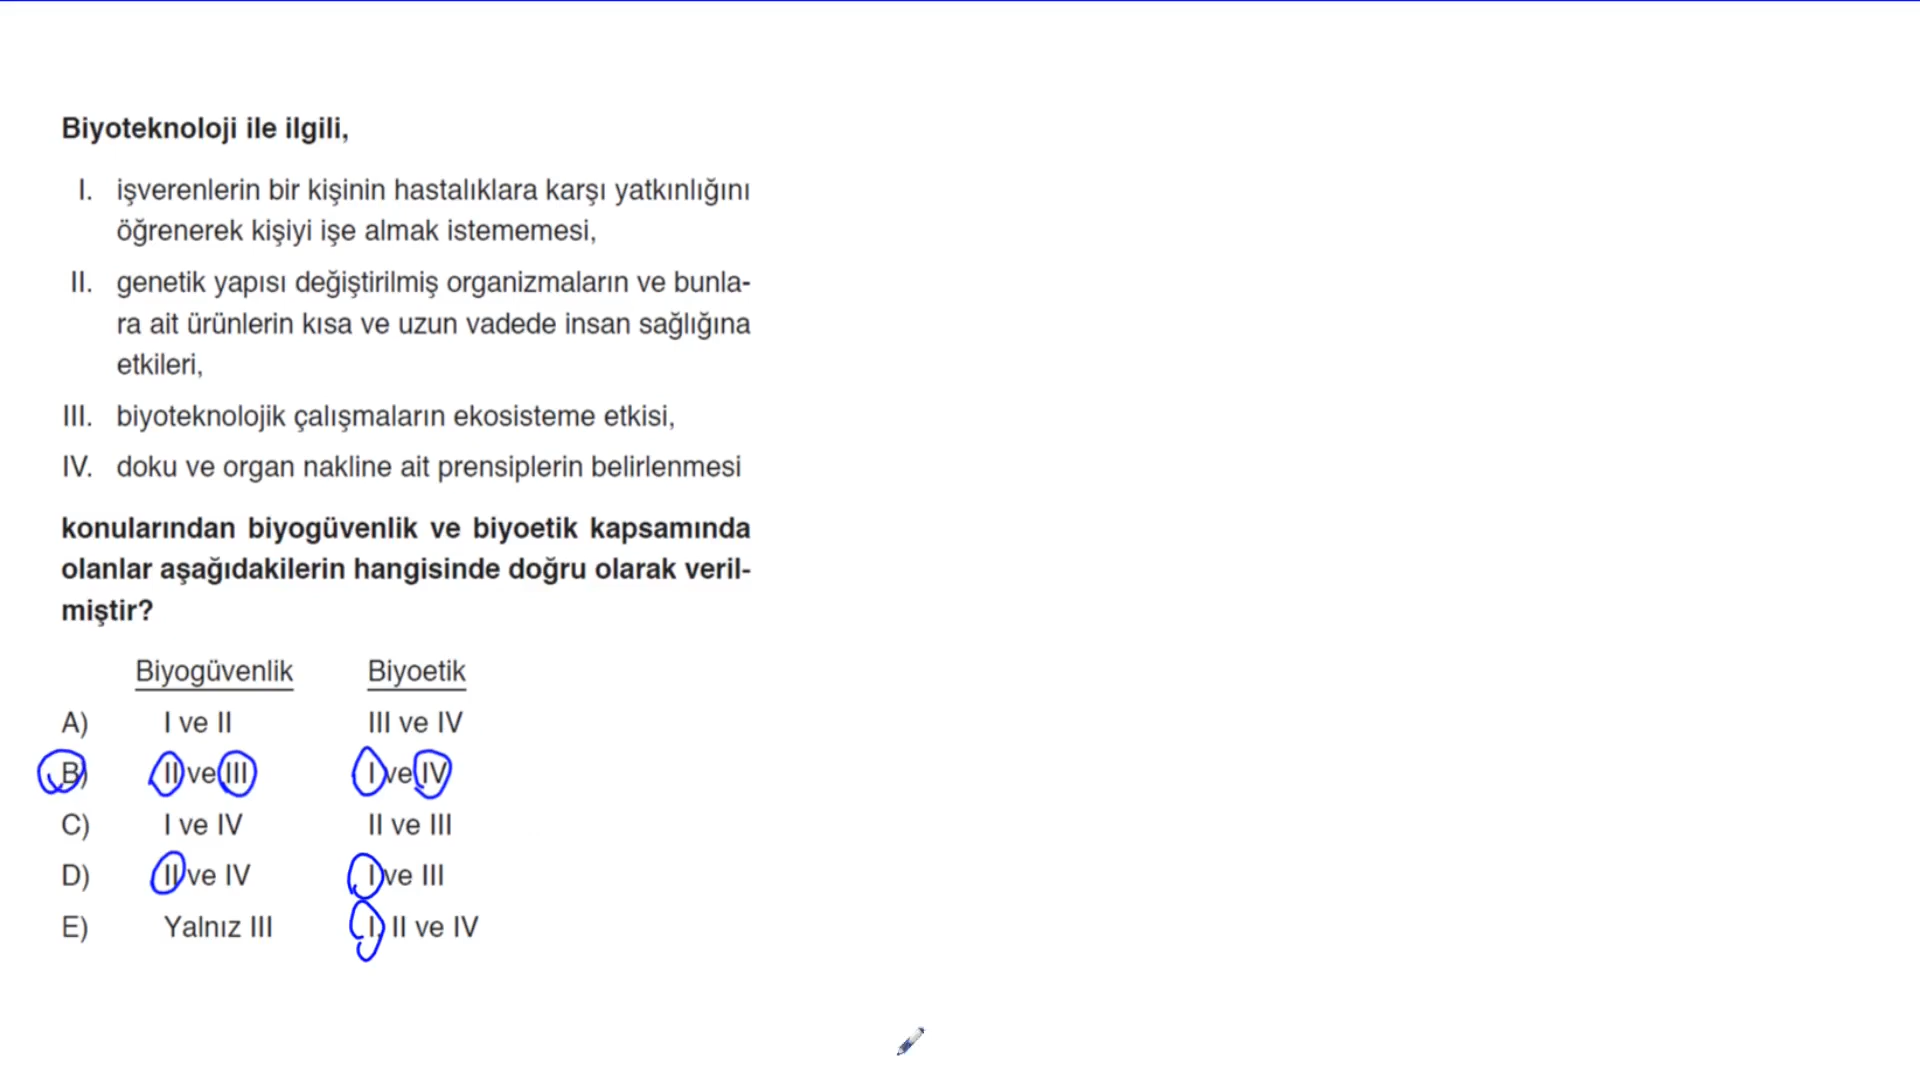 Biyoteknoloji ile ilgili,
I. işverenlerin bir kişinin hastalıklara karşı yatkınlığını
öğrenerek kişiyi işe almak istememesi,
II. genetik yapısı değiştirilmiş organizmaların ve bunla-
ra ait ürünlerin kısa ve uzun vadede insan sağlığına
etkileri,
III. biyoteknolojik çalışmaların ekosisteme etkisi,
IV. doku ve organ nakline ait prensiplerin belirlenmesi
konularından biyogüvenlik ve biyoetik kapsamında
olanlar aşağıdakilerin hangisinde doğru olarak veril-
miştir?
Biyogüvenlik Biyoetik
A) I ve II III ve IV
B) II ve III I ve IV
C) I ve IV II ve III
D) II ve IV I ve III
E) Yalnız III I, II ve IV